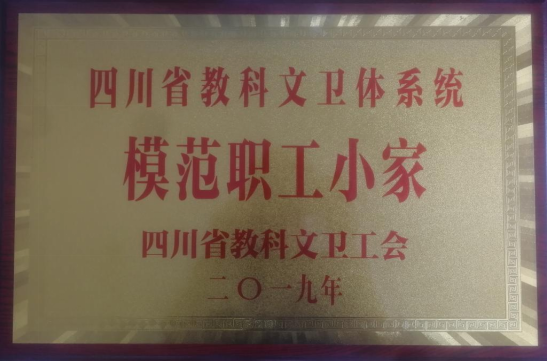 四川省教科文卫体系统
模范职工小家
四川省教科文卫工会
二〇一九年